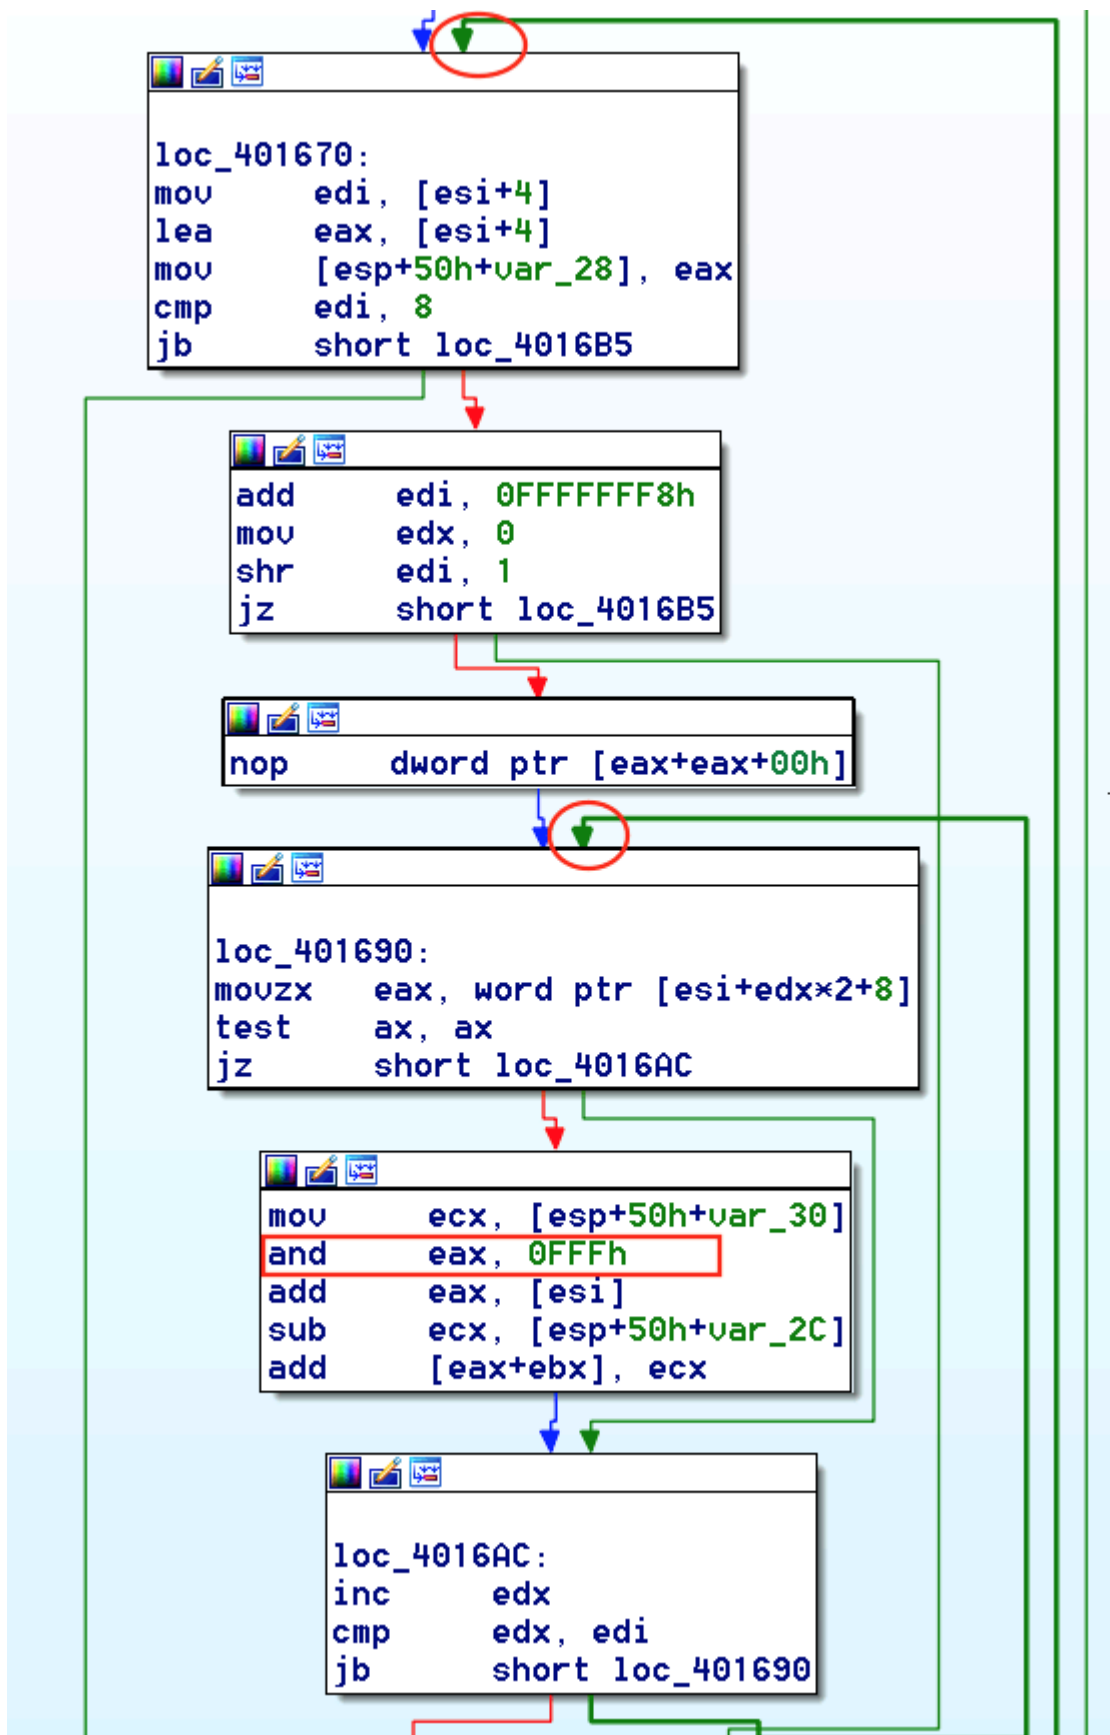 loc_401670:
mov edi, [esi+4]
lea eax, [esi+4]
mov [esp+50h+var_28], eax
cmp edi, 8
jb short loc_4016B5
add edi, 0FFFFFFF8h
mov edx, 0
shr edi, 1
jz short loc_4016B5
nop dword ptr [eax+eax+00h]
loc_401690:
movzx eax, word ptr [esi+edx*2+8]
test ax, ax
jz short loc_4016AC
mov ecx, [esp+50h+var_30]
and eax, 0FFFh
add eax, [esi]
sub ecx, [esp+50h+var_2C]
add [eax+ebx], ecx
loc_4016AC:
inc edx
cmp edx, edi
jb short loc_401690